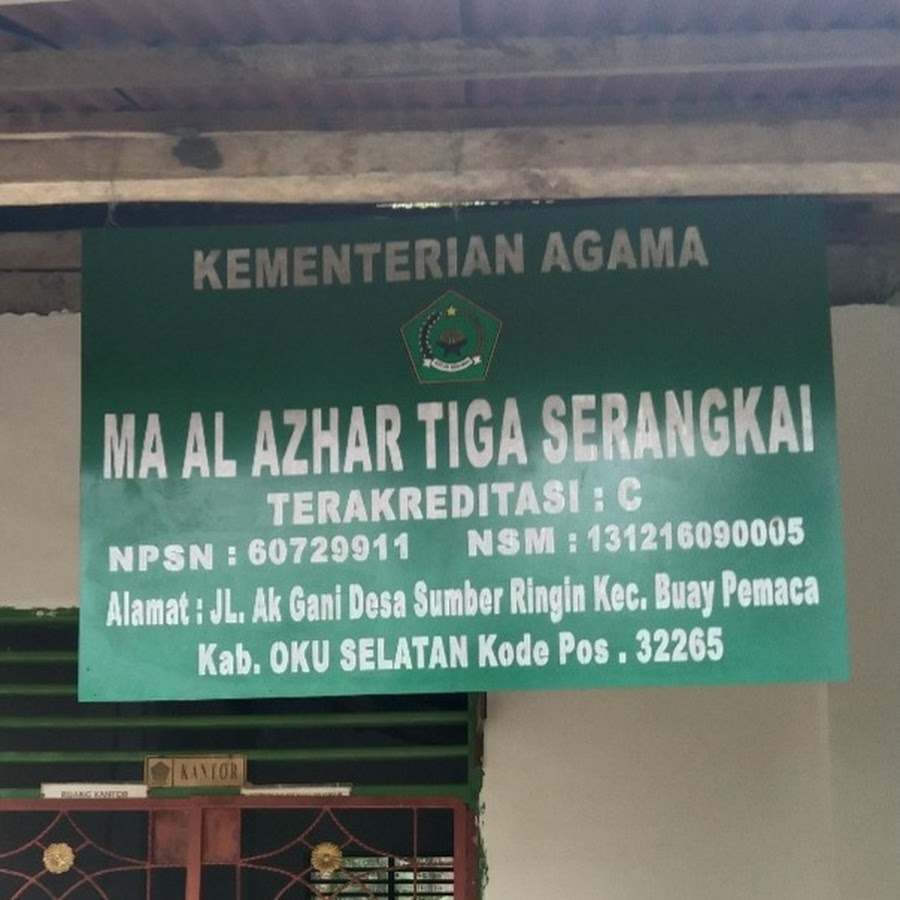 KEMENTERIAN AGAMA
MA AL AZHAR TIGA SERANGKAI
TERAKREDITASI : C
NPSN : 60729911 NSM : 131216090005
Alamat : JL. Ak Gani Desa Sumber Ringin Kec. Buay Pemaca
Kab. OKU SELATAN Kode Pos . 32265
KANTOR
RUANG KANTOR